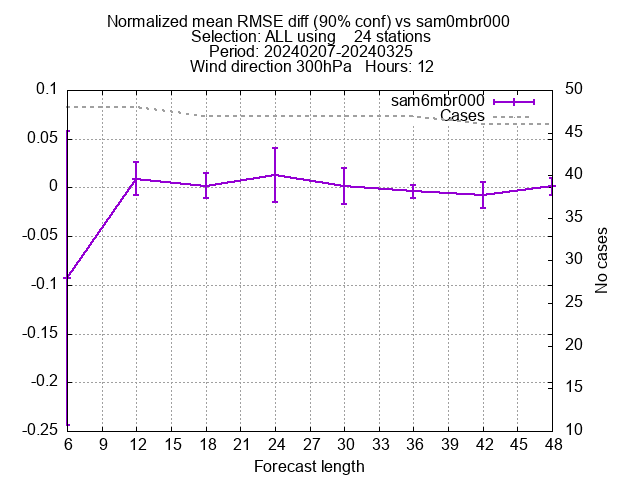 Normalized mean RMSE diff (90% conf) vs sam0mbr000
Selection: ALL using    24 stations
Period: 20240207-20240325
Wind direction 300hPa   Hours: 12
sam6mbr000
Cases
0.1
0.05
0
-0.05
-0.1
-0.15
-0.2
-0.25
50
45
40
35
30
25
20
15
10
No cases
6 9 12 15 18 21 24 27 30 33 36 39 42 45 48
Forecast length